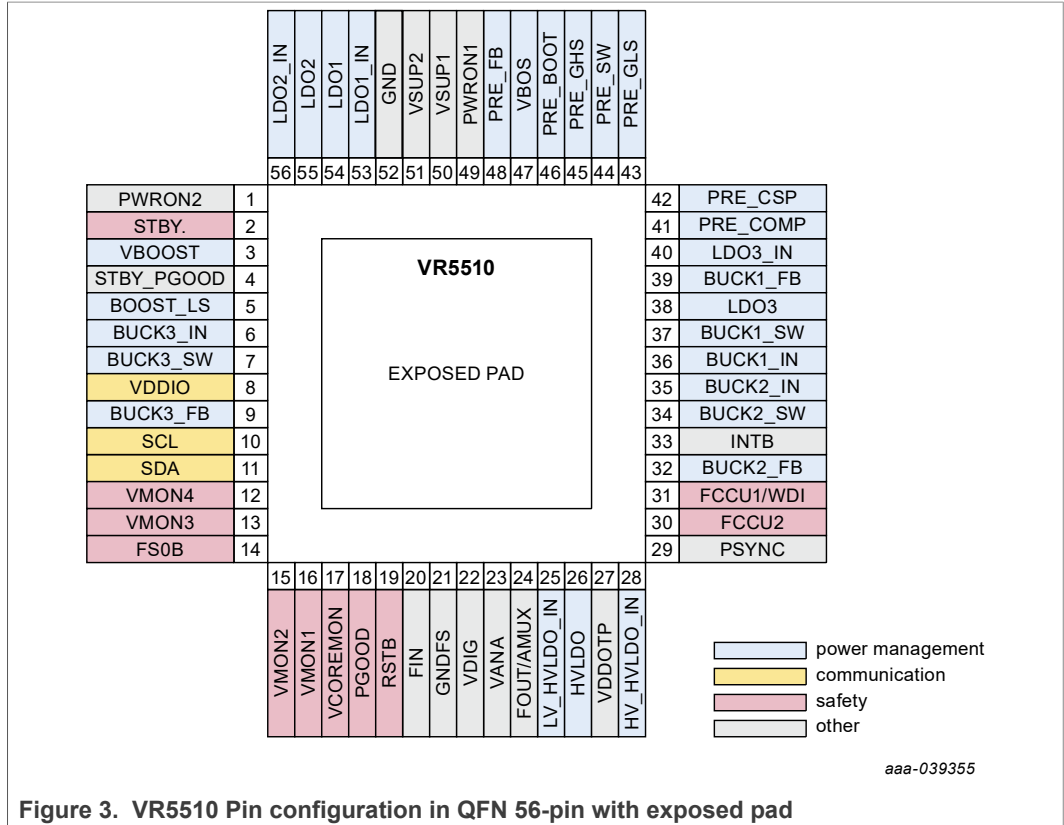 LDO2_IN
LDO2
LDO1
LDO1_IN
GND
VSUP2
VSUP1
PWRON1
PRE_FB
VBOS
PRE_BOOT
PRE_GHS
PRE_SW
PRE_GLS
56 55 54 53 52 51 50 49 48 47 46 45 44 43
PWRON2 1
STBY. 2
VBOOST 3
STBY_PGOOD 4
BOOST_LS 5
BUCK3_IN 6
BUCK3_SW 7
VDDIO 8
BUCK3_FB 9
SCL 10
SDA 11
VMON4 12
VMON3 13
FS0B 14
VR5510
EXPOSED PAD
42 PRE_CSP
41 PRE_COMP
40 LDO3_IN
39 BUCK1_FB
38 LDO3
37 BUCK1_SW
36 BUCK1_IN
35 BUCK2_IN
34 BUCK2_SW
33 INTB
32 BUCK2_FB
31 FCCU1/WDI
30 FCCU2
29 PSYNC
15 16 17 18 19 20 21 22 23 24 25 26 27 28
VMON2
VMON1
VCOREMON
PGOOD
RSTB
FIN
GNDFS
VDIG
VANA
FOUT/AMUX
LV_HVLDO_IN
HVLDO
VDDOTP
HV_HVLDO_IN
power management
communication
safety
other
aaa-039355
Figure 3. VR5510 Pin configuration in QFN 56-pin with exposed pad